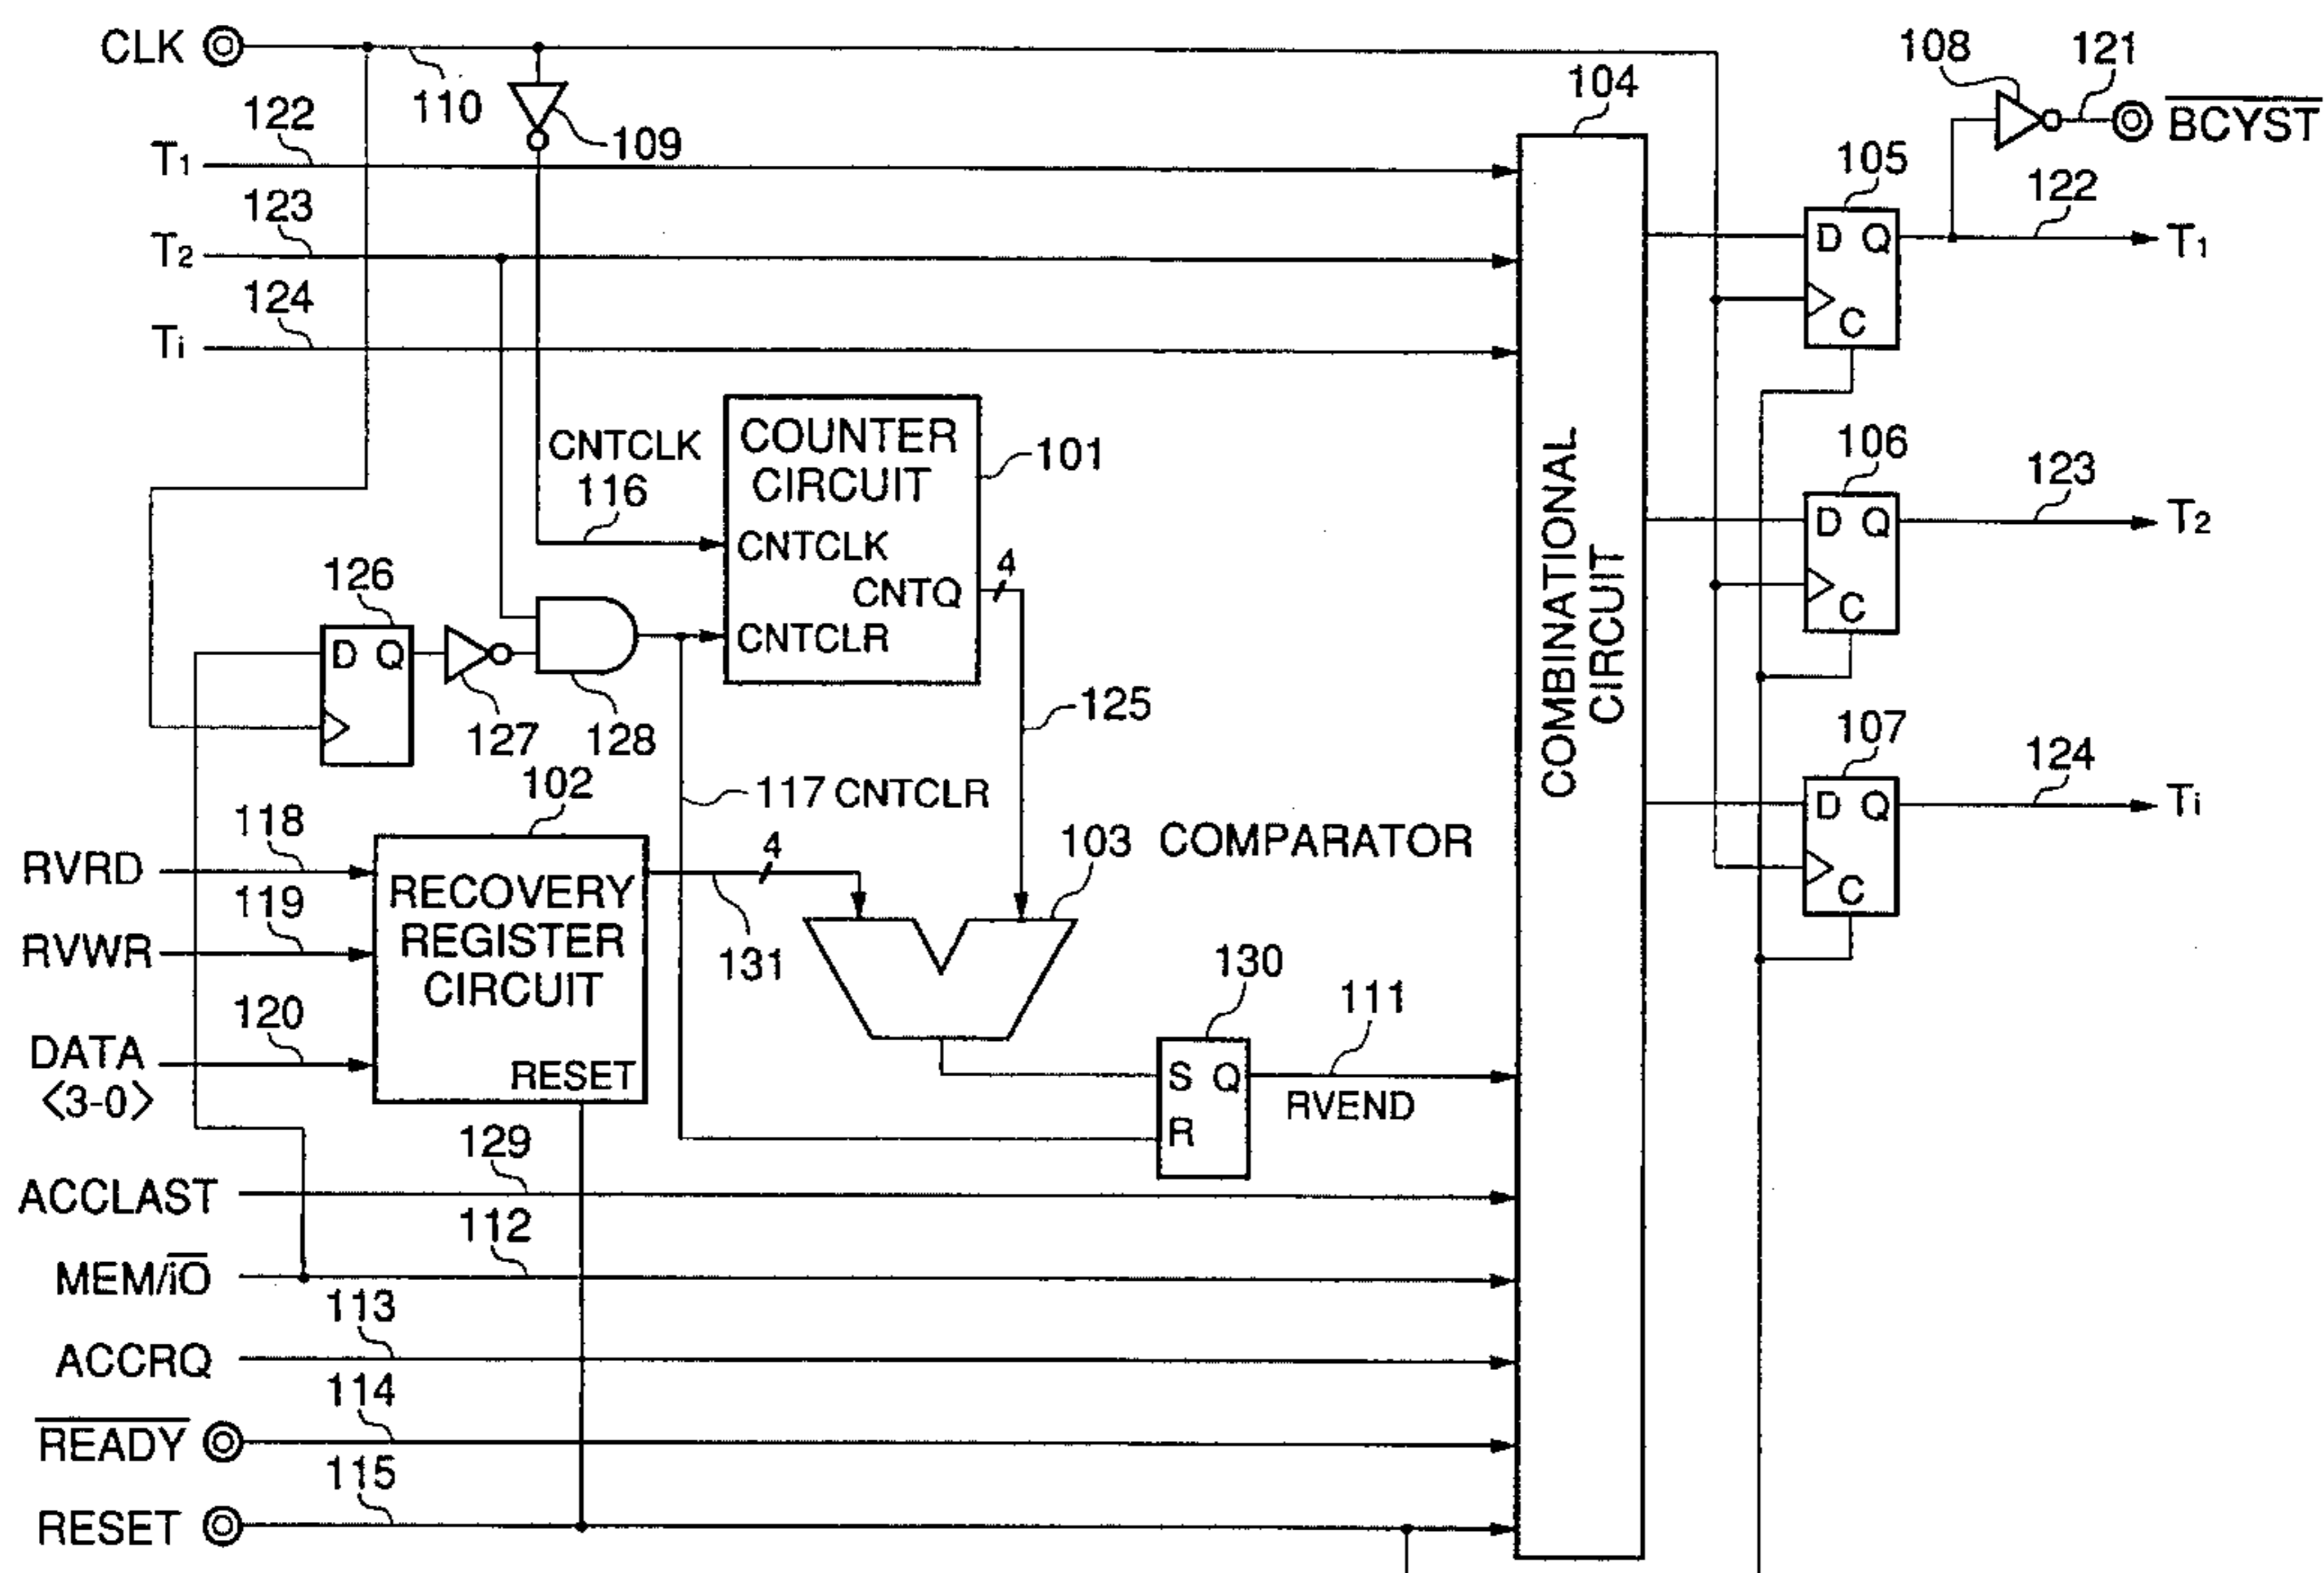 CLK
110
109
108
121
BCYST
104
T1
122
T2
123
Ti
124
105
D Q
C
122
T1
COUNTER
CIRCUIT
CNTCLK
CNTQ
CNTCLR
101
CNTCLK
116
4
COMBINATIONAL
CIRCUIT
106
D Q
C
123
T2
126
D Q
127
128
125
117 CNTCLR
107
D Q
C
124
Ti
102
RECOVERY
REGISTER
CIRCUIT
RESET
RVRD
118
RVWR
119
DATA
<3-0>
120
4
131
103 COMPARATOR
130
S Q
R
111
RVEND
ACCLAST
129
MEM/iO
112
ACCRQ
113
READY
114
RESET
115